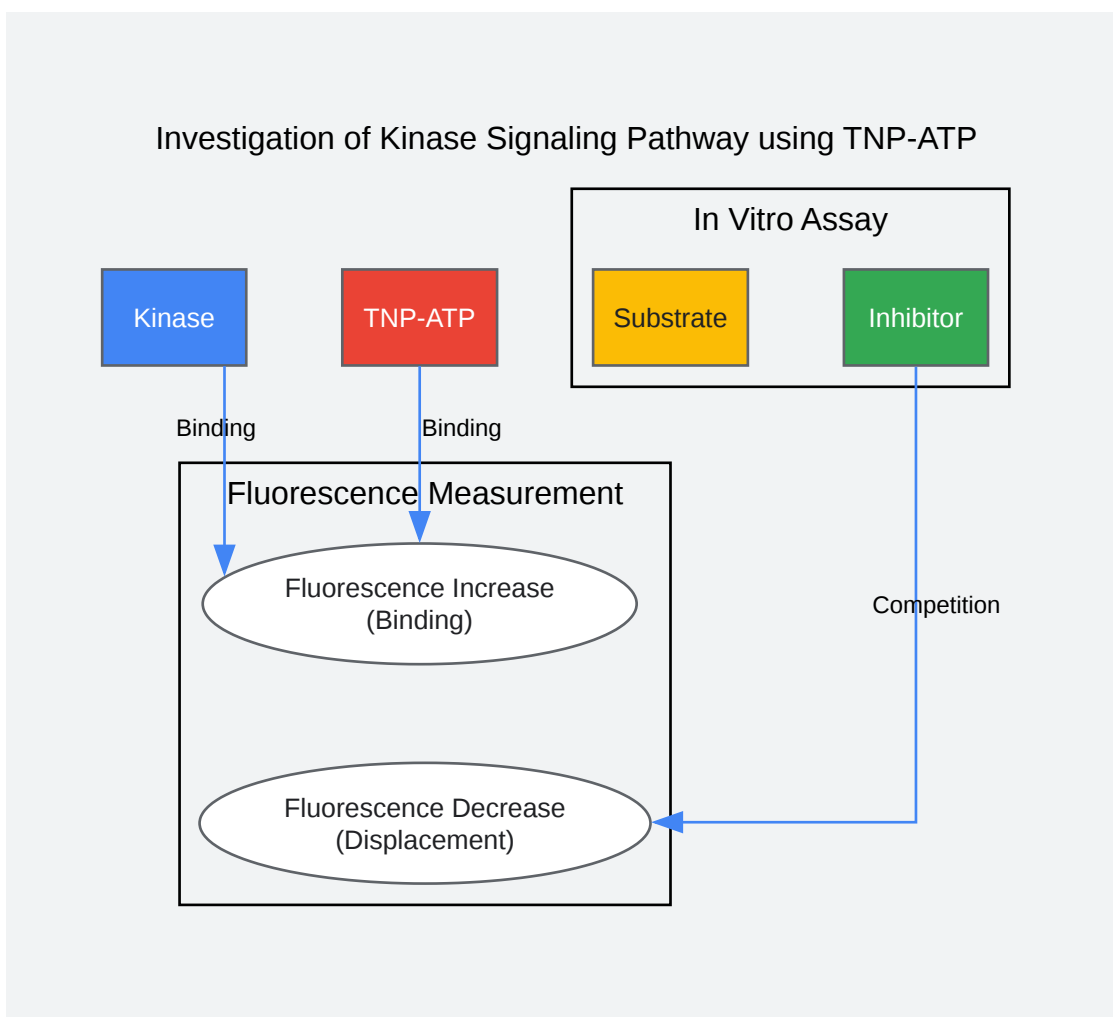 Investigation of Kinase Signaling Pathway using TNP-ATP
In Vitro Assay
Kinase
TNP-ATP
Substrate
Inhibitor
Binding
Binding
Fluorescence Measurement
Fluorescence Increase
(Binding)
Competition
Fluorescence Decrease
(Displacement)